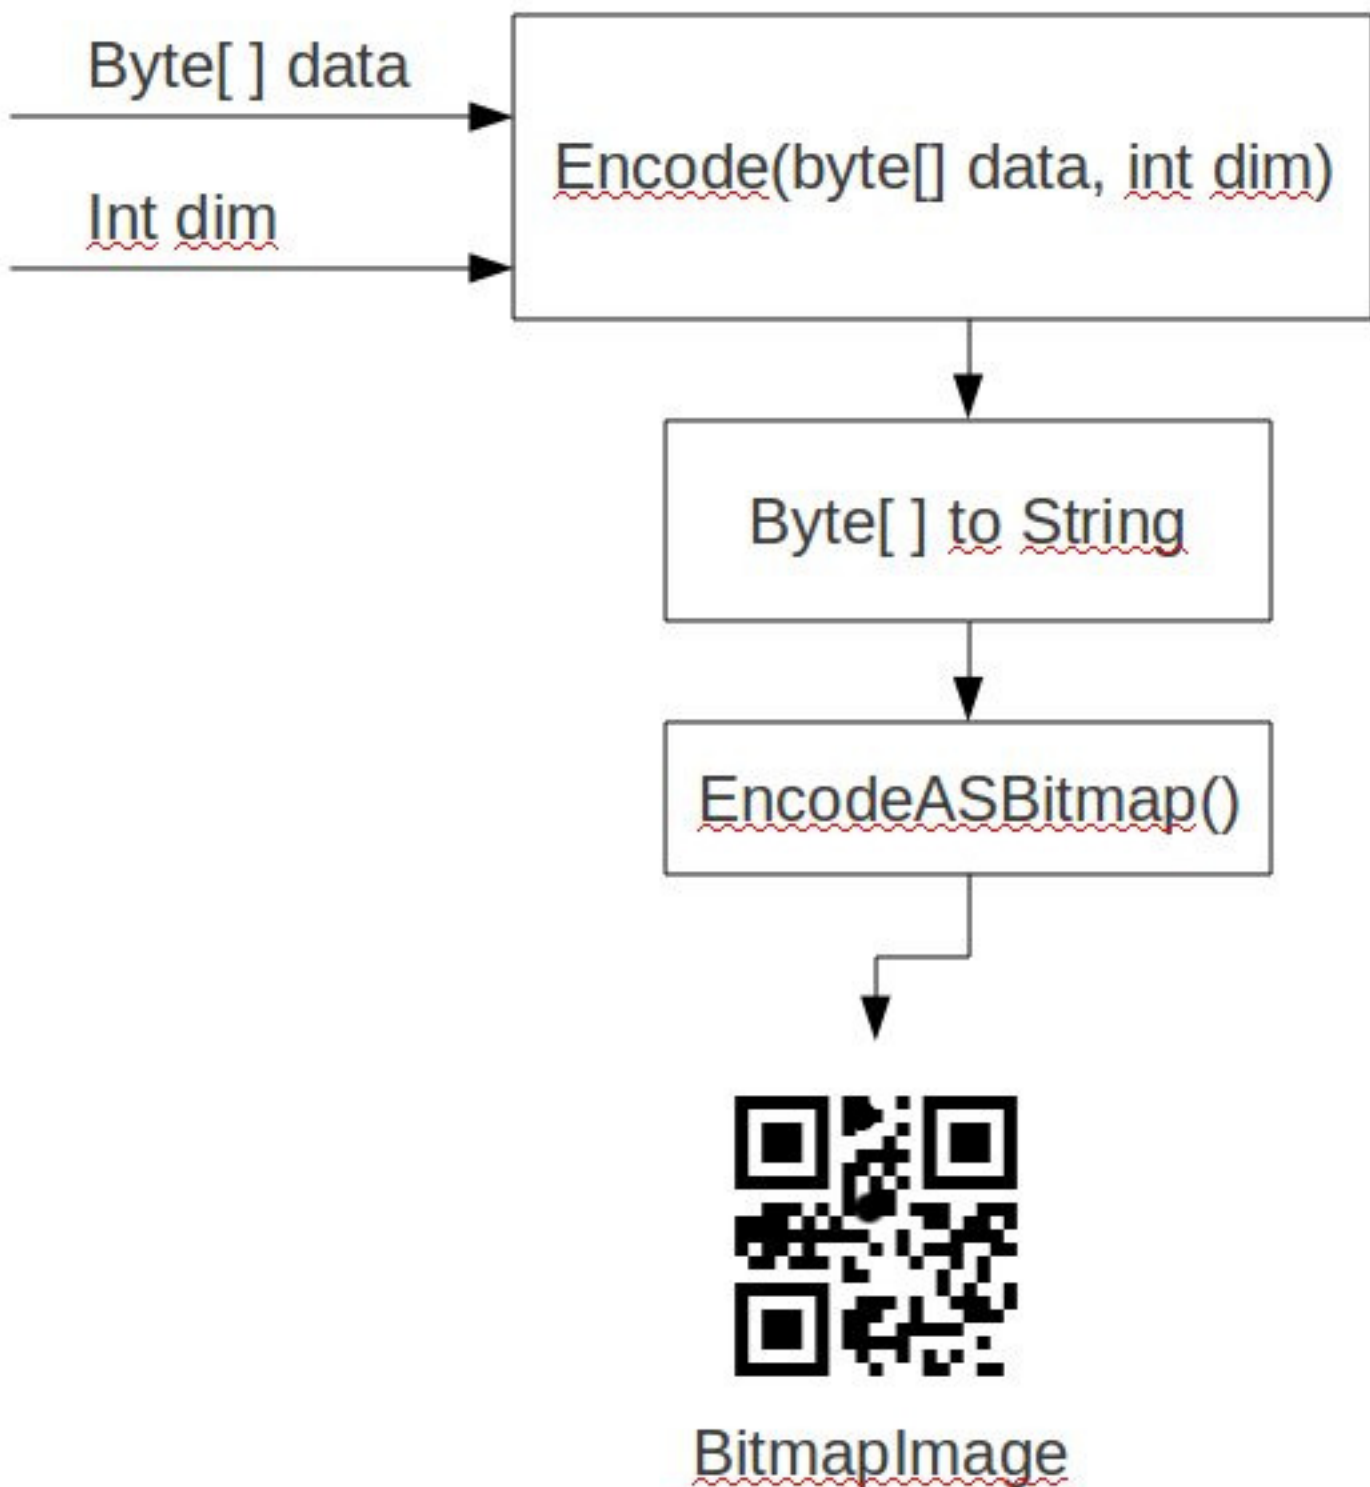 Byte[ ] data
Int dim
Encode(byte[] data, int dim)
Byte[ ] to String
EncodeASBitmap()
BitmapImage